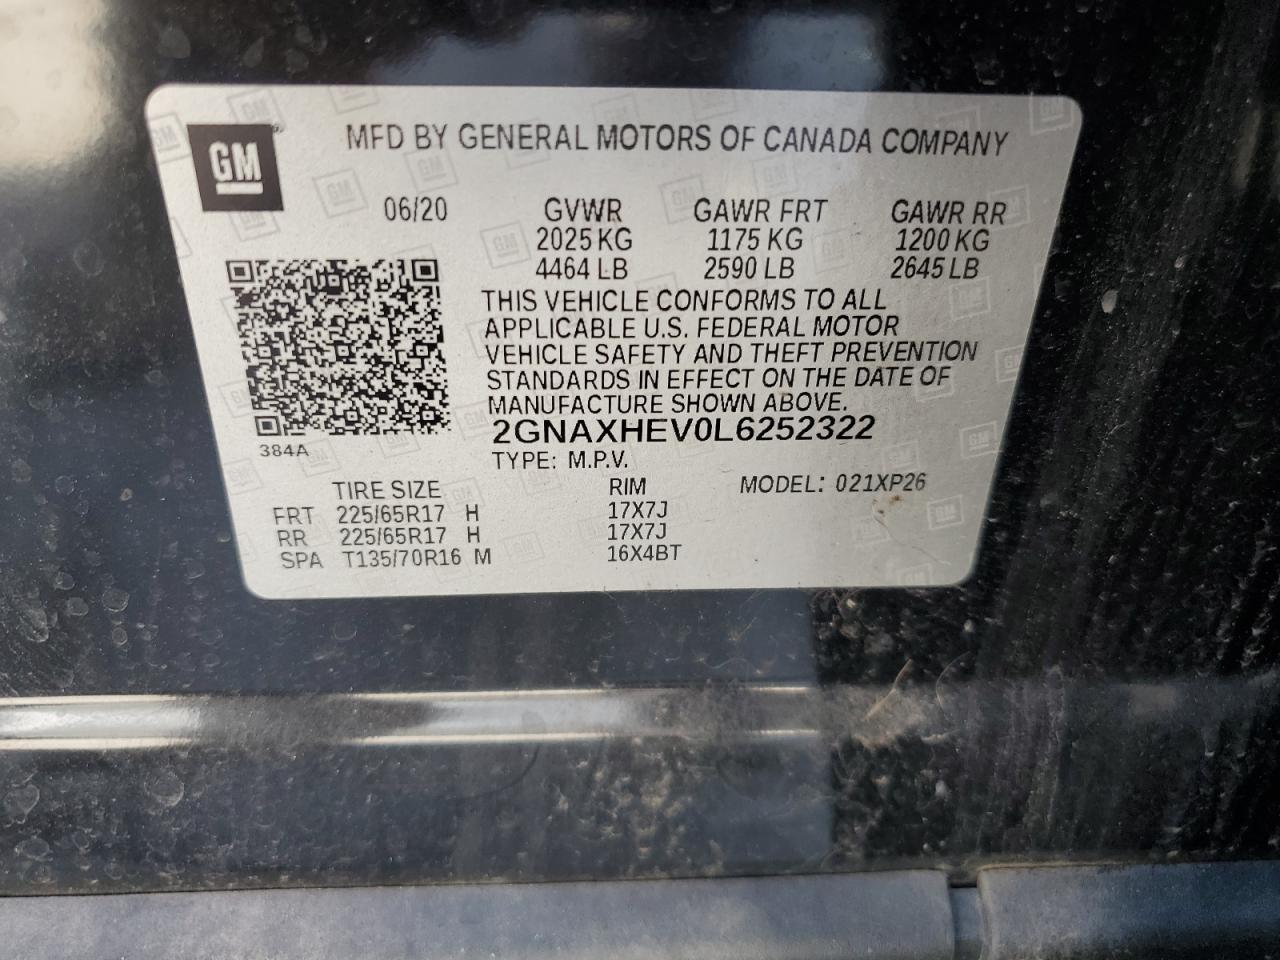 GM
MFD BY GENERAL MOTORS OF CANADA COMPANY
06/20 GVWR GAWR FRT GAWR RR
2025 KG 1175 KG 1200 KG
4464 LB 2590 LB 2645 LB
THIS VEHICLE CONFORMS TO ALL
APPLICABLE U.S. FEDERAL MOTOR
VEHICLE SAFETY AND THEFT PREVENTION
STANDARDS IN EFFECT ON THE DATE OF
MANUFACTURE SHOWN ABOVE.
2GNAXHEV0L6252322
384A
TYPE: M.P.V.
TIRE SIZE RIM MODEL: 021XP26
FRT 225/65R17 H 17X7J
RR 225/65R17 H 17X7J
SPA T135/70R16 M 16X4BT